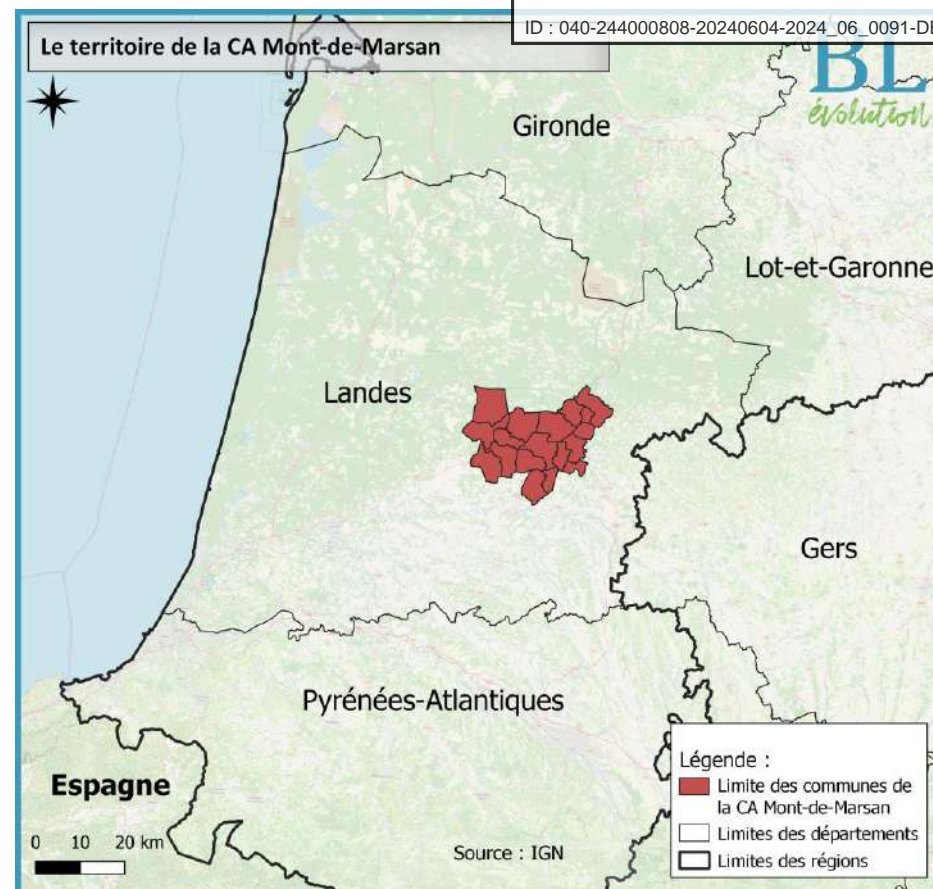 ID : 040-244000808-20240604-2024_06_0091-DE
Le territoire de la CA Mont-de-Marsan
BL
évolution
Gironde
Lot-et-Garonne
Landes
Gers
Pyrénées-Atlantiques
Espagne
0 10 20 km
Source : IGN
Légende :
Limite des communes de
la CA Mont-de-Marsan
Limites des départements
Limites des régions